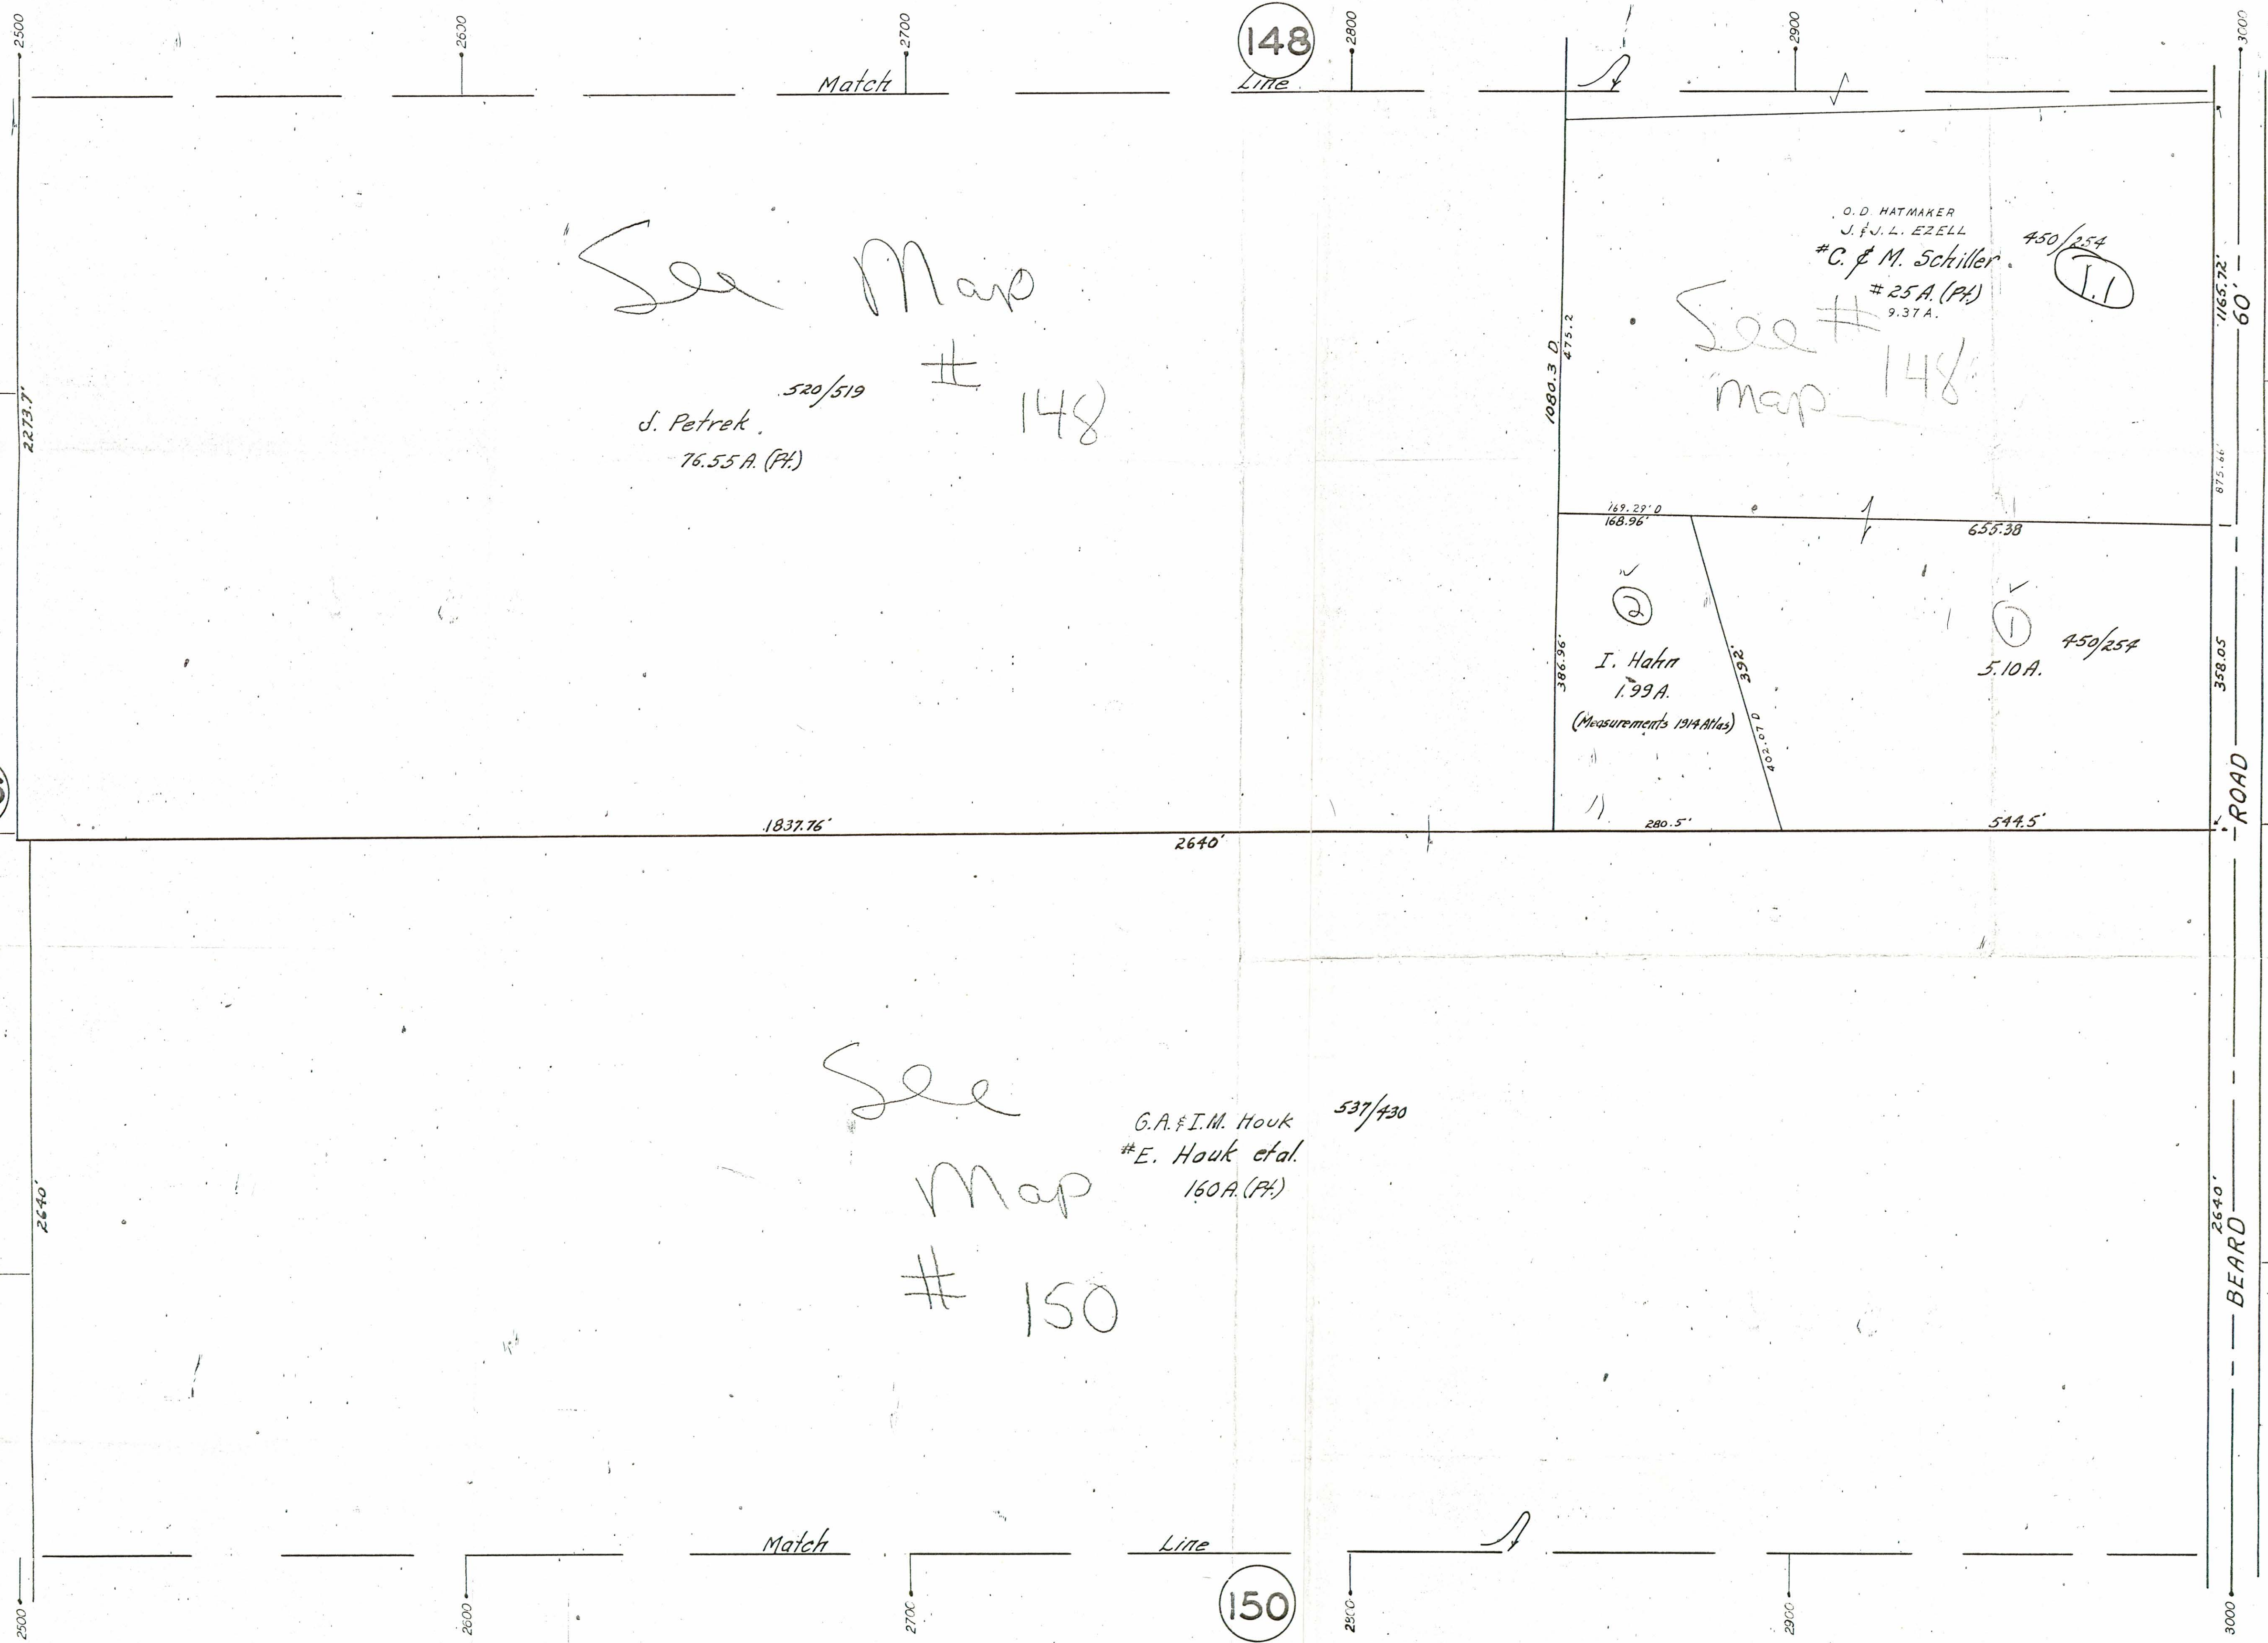 2500
2600
2700
148
2800
2900
3000
Match Line
See Map
#
148
520/519
J. Petrek
76.55 A. (Pt.)
2273.7'
1080.3 D
475.2
O.D. HATMAKER
J. & J.L. EZELL
#C. & M. Schiller
#25 A. (Pt)
9.37 A.
450/254
1.1
See #
Map 148
1165.72'
60'
875.66
169.29' D
168.96'
655.38
2
I. Hahn
1.99 A.
(Measurements 1914 Atlas)
386.96'
392'
402.07 D
1
450/254
5.10 A.
358.05
ROAD
1837.76'
280.5'
544.5'
2640'
See
Map
#
150
G.A. & I.M. Houk
#E. Houk etal.
160 A. (Pt.)
537/430
2640'
2640'
BEARD
Match Line
2500
2600
2700
150
2800
2900
3000